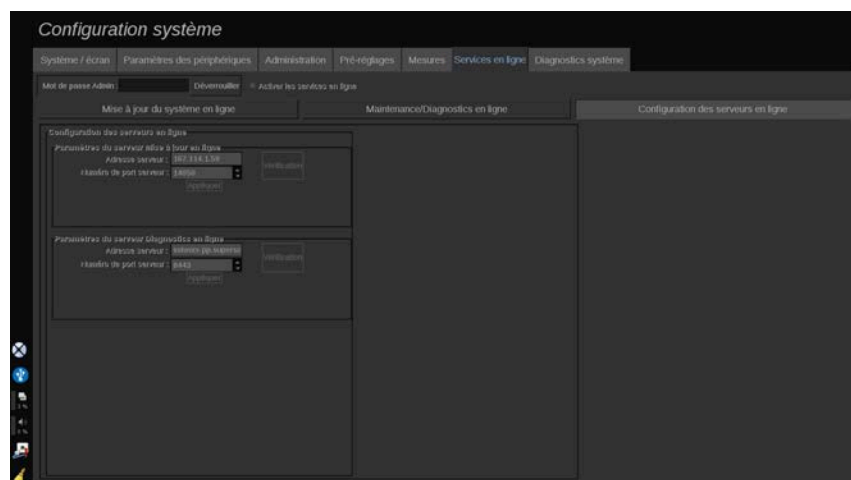 Configuration système
Système / écran Paramètres des périphériques Administration Pré-réglages Mesures Services en ligne Diagnostics système
Mot de passe Admin Déverrouiller Activer les services en ligne
Mise à jour du système en ligne Maintenance/Diagnostics en ligne Configuration des serveurs en ligne
Configuration des serveurs en ligne
Paramètres du serveur Mise à jour en ligne
Adresse serveur :
Numéro de port serveur :
Vérification
Appliquer
Paramètres du serveur Diagnostics en ligne
Adresse serveur :
Numéro de port serveur : 8443
Vérification
Appliquer